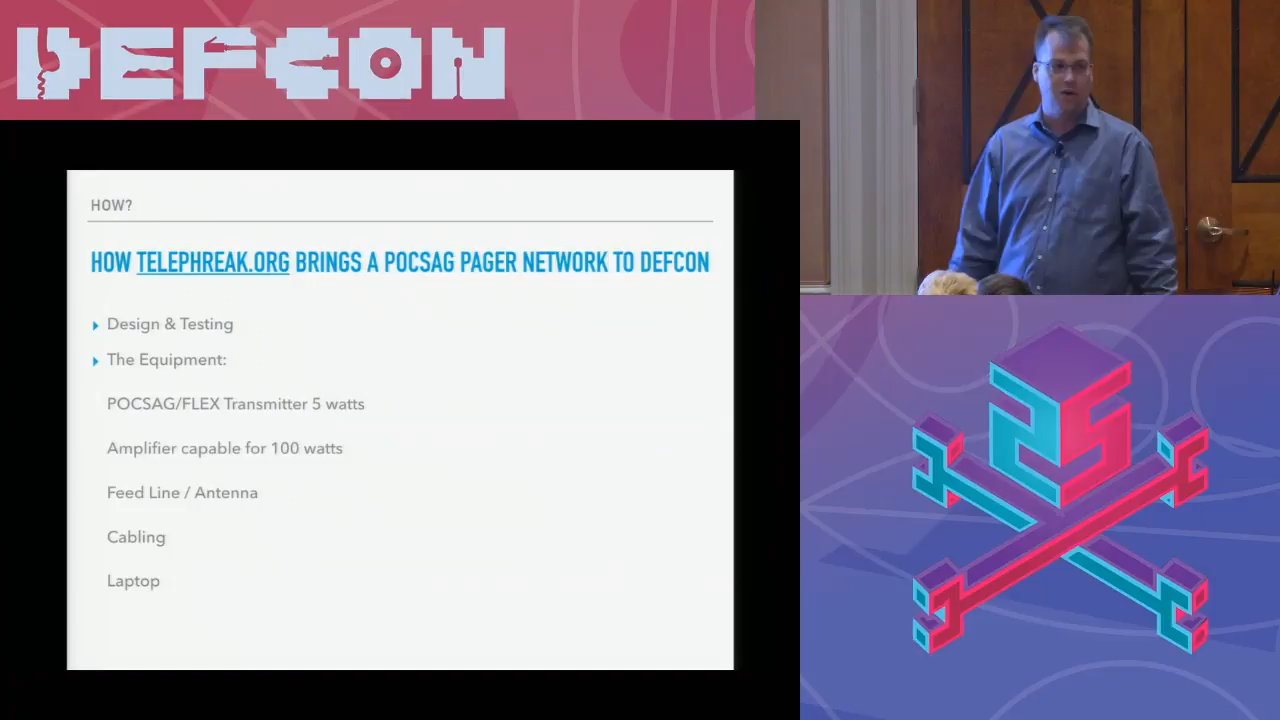 DEFCON
HOW?
HOW TELEPHREAK.ORG BRINGS A POCSAG PAGER NETWORK TO DEFCON
Design & Testing
The Equipment:
POCSAG/FLEX Transmitter 5 watts
Amplifier capable for 100 watts
Feed Line / Antenna
Cabling
Laptop
25